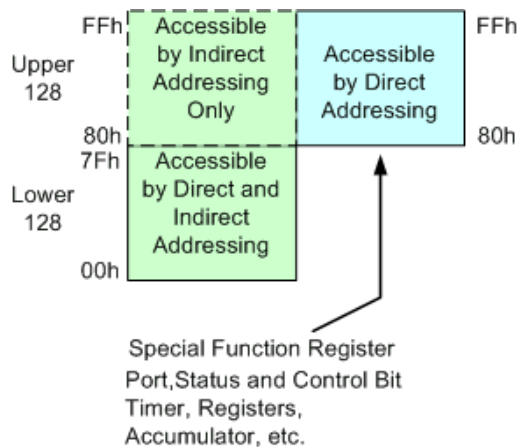 FFh
Upper
128
80h
7Fh
Lower
128
00h
Accessible
by Indirect
Addressing
Only
Accessible
by Direct and
Indirect
Addressing
Accessible
by Direct
Addressing
FFh
80h
Special Function Register
Port,Status and Control Bit
Timer, Registers,
Accumulator, etc.